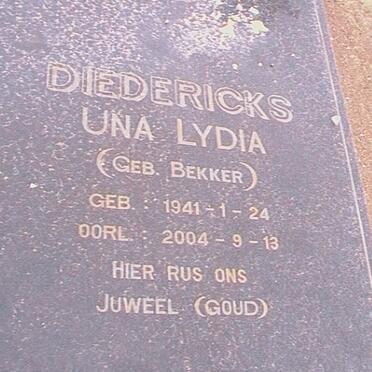 DIEDERICKS
UNA LYDIA
(GEB. BEKKER)
GEB. : 1941-1-24
OORL. : 2004-9-13
HIER RUS ONS
JUWEEL (GOUD)